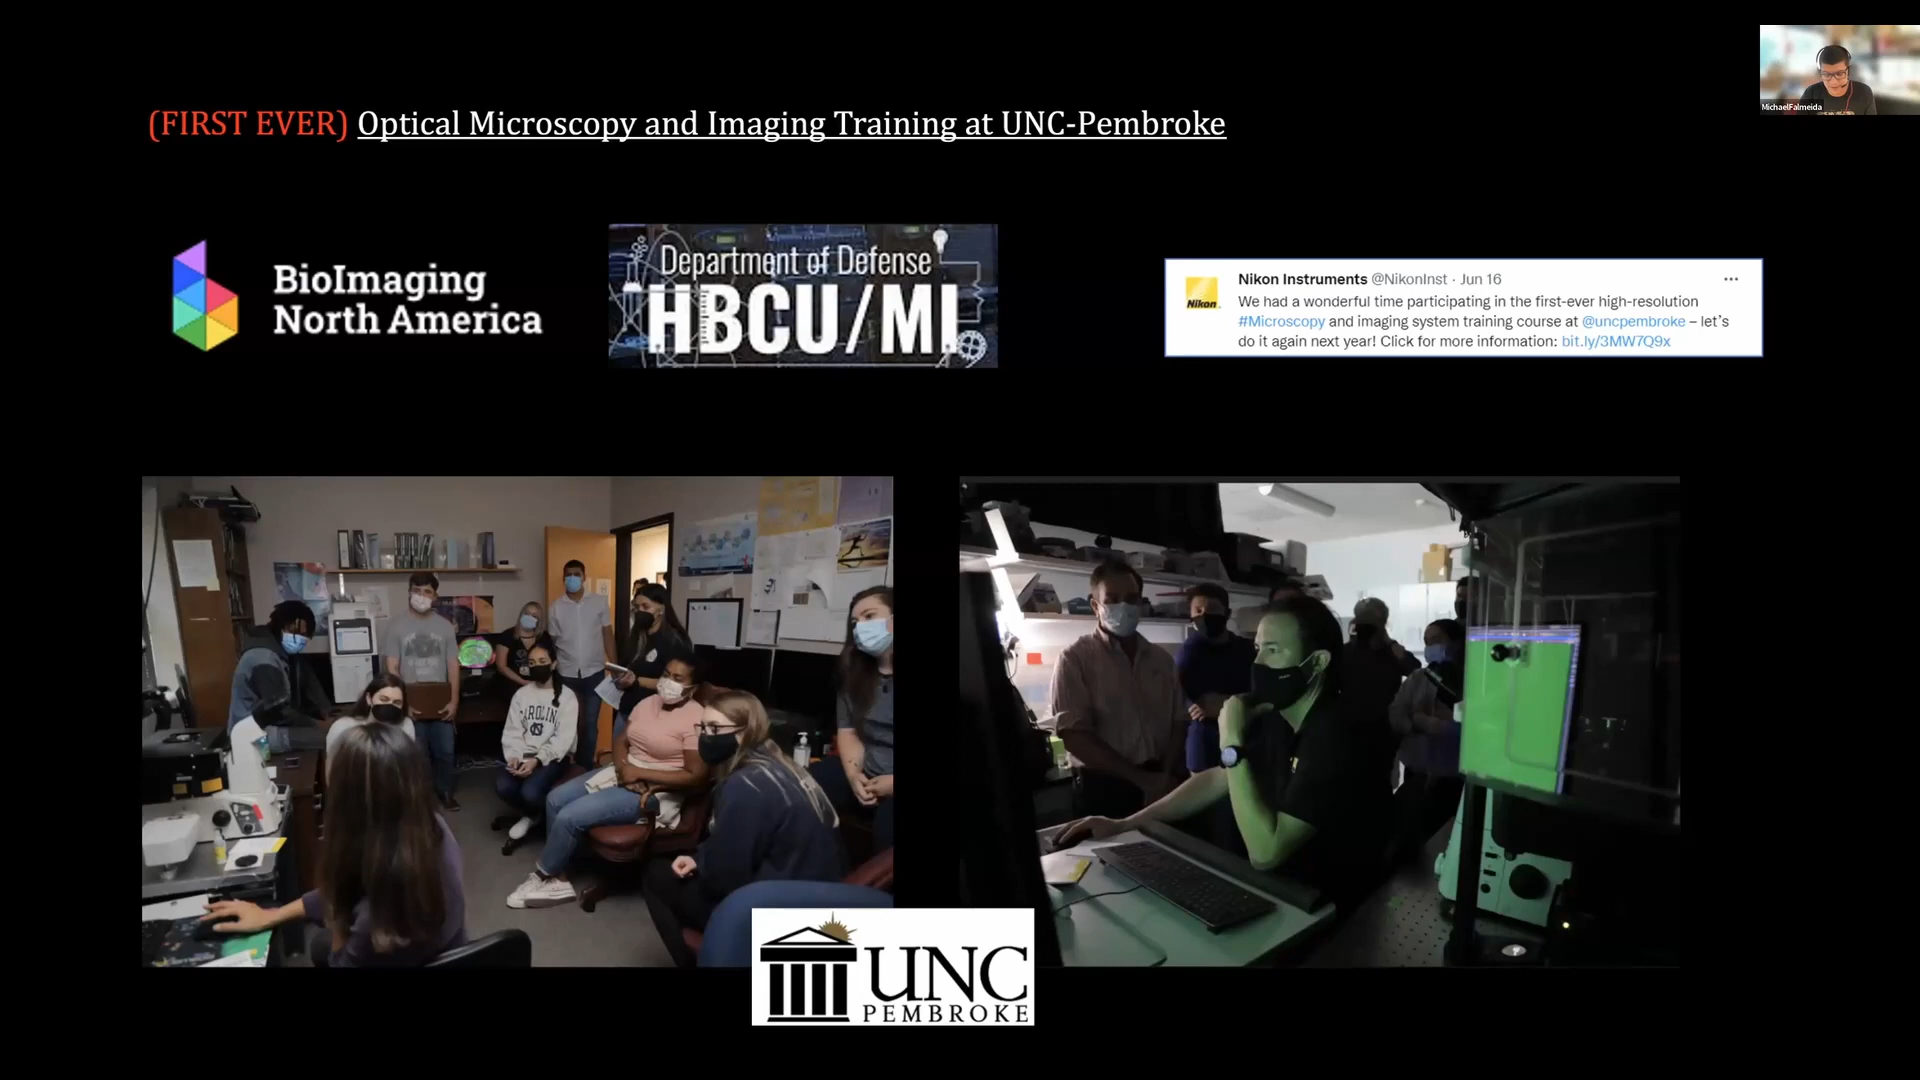 MichaelFalmeida
(FIRST EVER) Optical Microscopy and Imaging Training at UNC-Pembroke
BioImaging
North America
Department of Defense
HBCU/MI
Nikon
Nikon Instruments @NikonInst · Jun 16
We had a wonderful time participating in the first-ever high-resolution
#Microscopy and imaging system training course at @uncpembroke – let's
do it again next year! Click for more information: bit.ly/3MW7Q9x
UNC
PEMBROKE